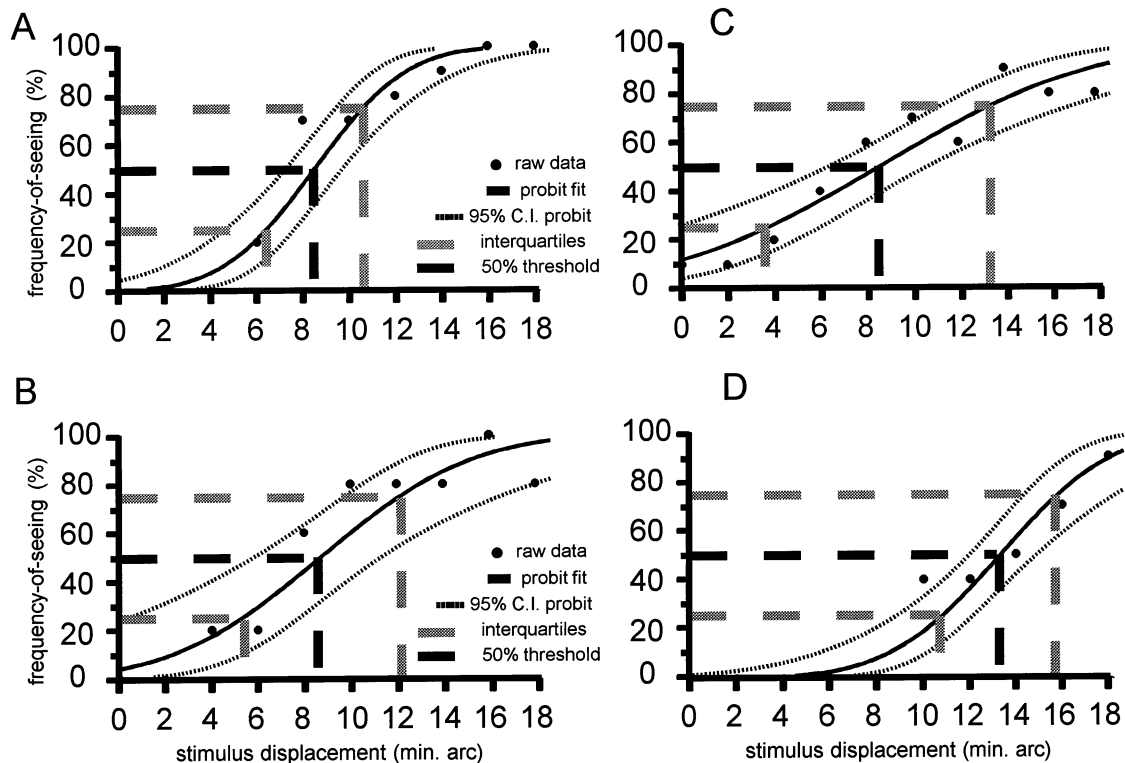 A
frequency-of-seeing (%)
100
80
60
40
20
0
0 2 4 6 8 10 12 14 16 18
raw data
probit fit
95% C.I. probit
interquartiles
50% threshold
C
100
80
60
40
20
0
0 2 4 6 8 10 12 14 16 18
B
frequency-of-seeing (%)
100
80
60
40
20
0
0 2 4 6 8 10 12 14 16 18
stimulus displacement (min. arc)
raw data
probit fit
95% C.I. probit
interquartiles
50% threshold
D
100
80
60
40
20
0
0 2 4 6 8 10 12 14 16 18
stimulus displacement (min. arc)